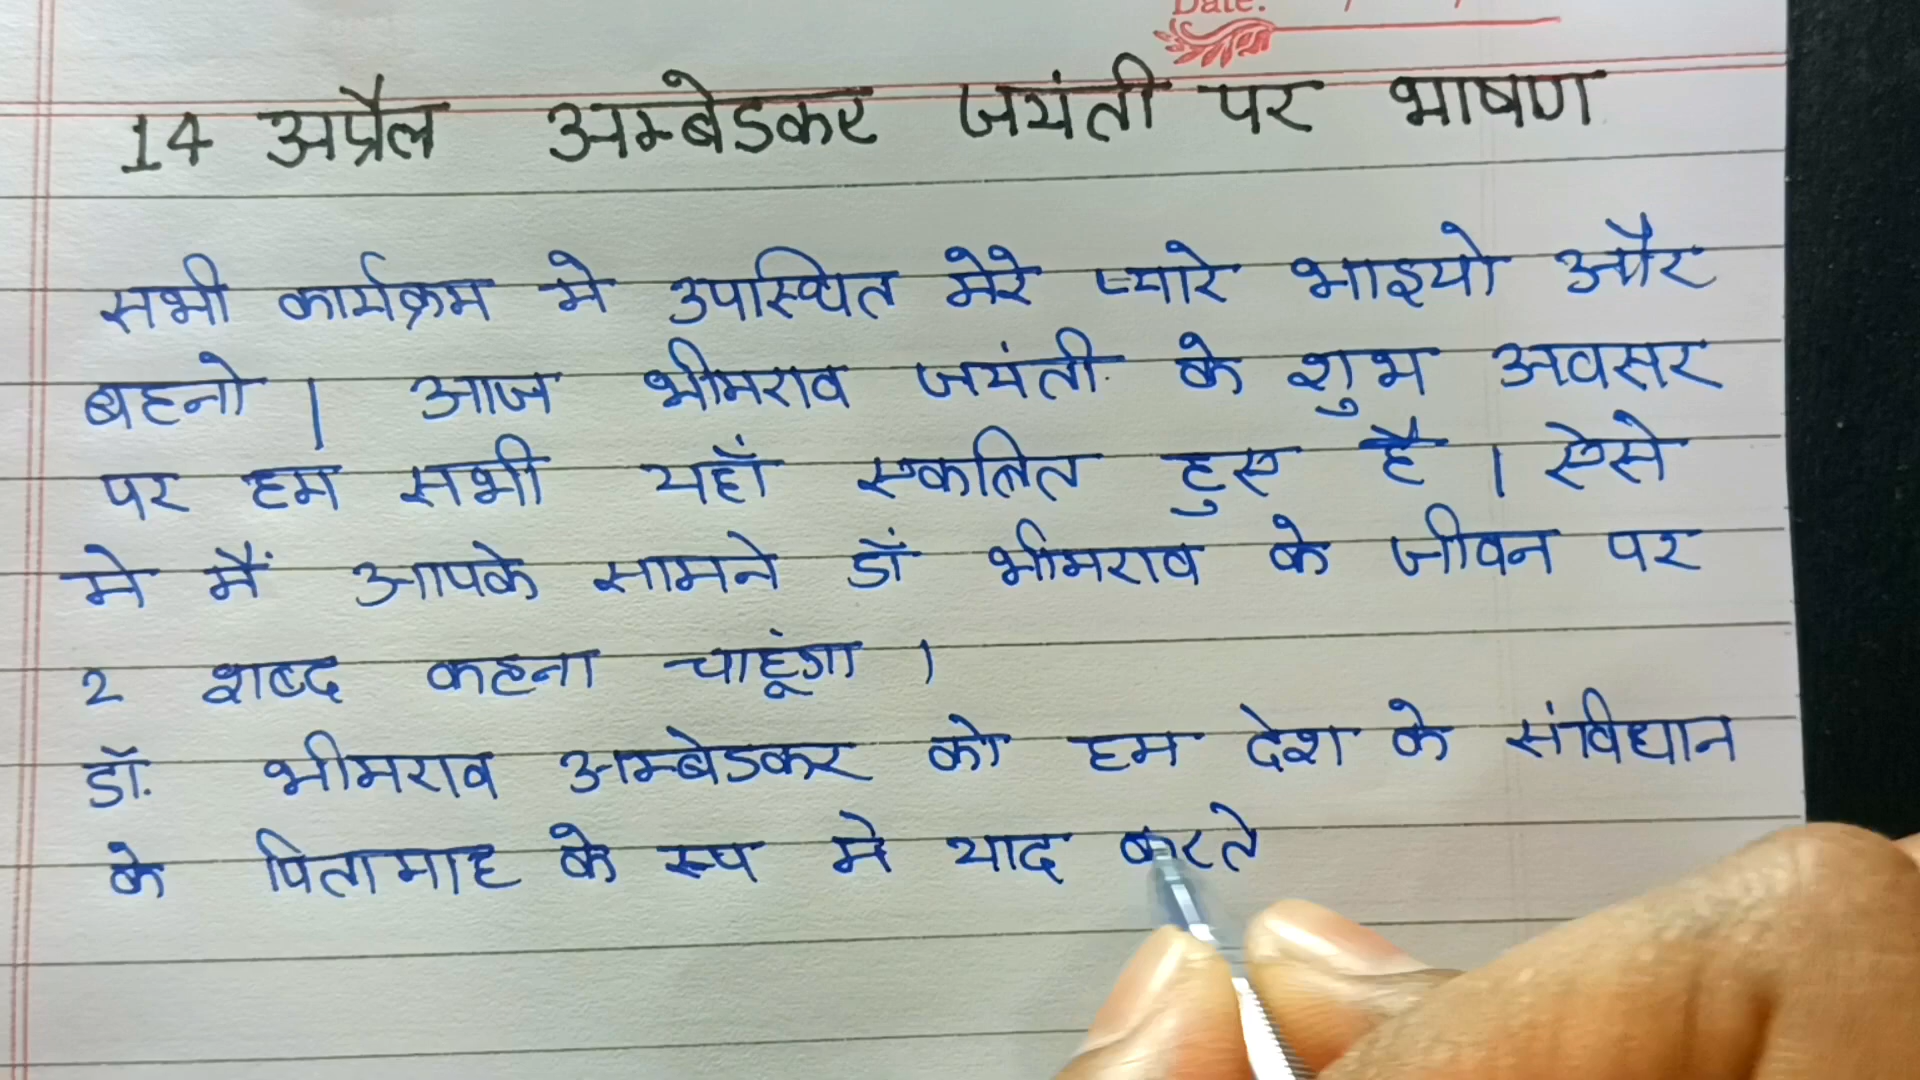 Date:
14 अप्रैल अम्बेडकर जयंती पर भाषण
सभी कार्यक्रम मे उपस्थित मेरे प्यारे भाइयो और
बहनो । आज भीमराव जयंती के शुभ अवसर
पर हम सभी यहाँ एकत्रित हुए है । ऐसे
मे मैं आपके सामने डॉ भीमराव के जीवन पर
2 शब्द कहना चाहूंगा ।
डॉ. भीमराव अम्बेडकर को हम देश के संविधान
के पितामाह के रूप मे याद करते